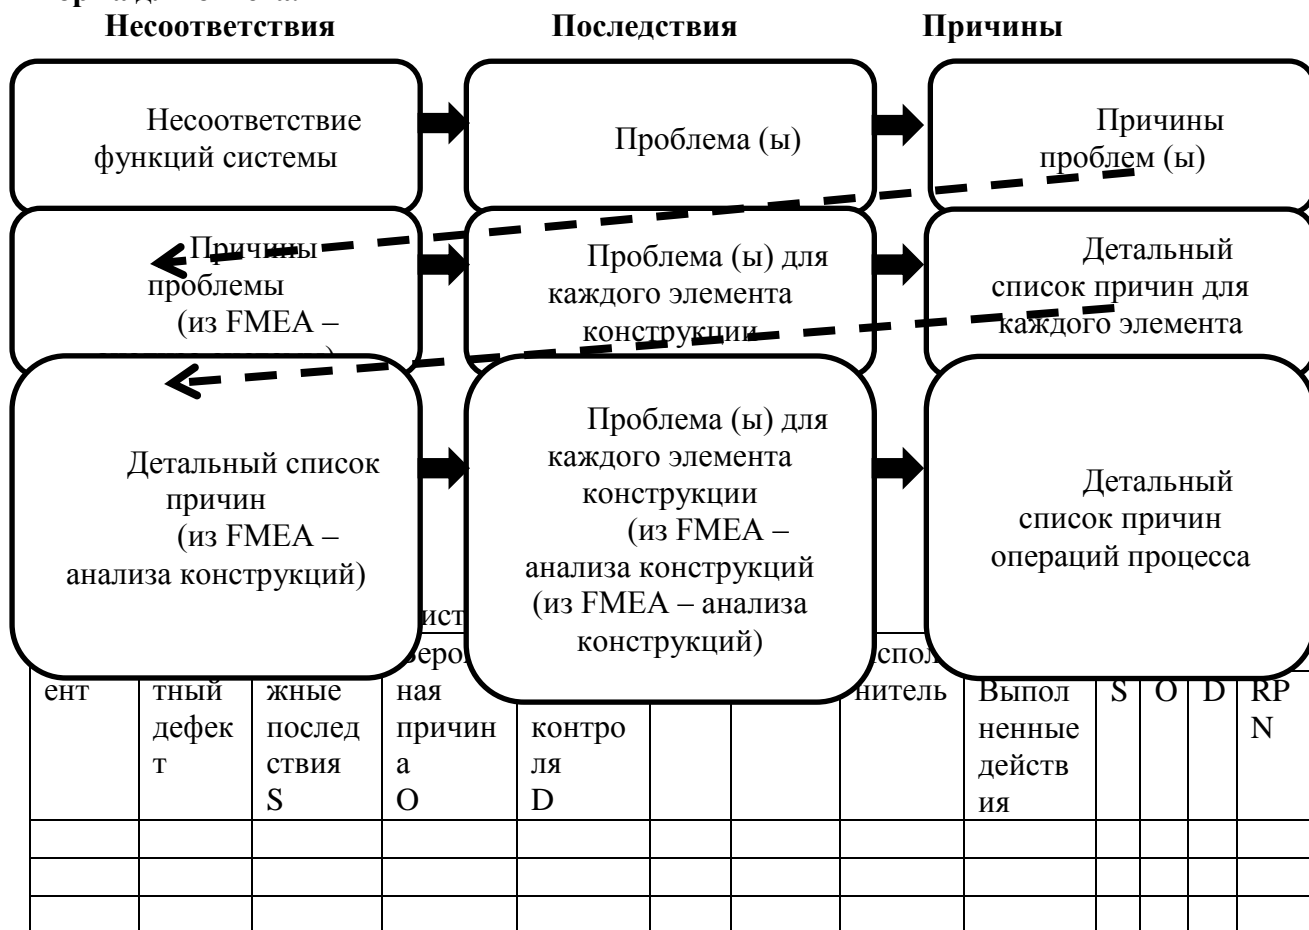 Несоответствия Последствия Причины
Несоответствие
функций системы
Проблема (ы)
Причины
проблем (ы)
Причины
проблемы
(из FMEA –
Проблема (ы) для
каждого элемента
конструкции
Детальный
список причин для
каждого элемента
Детальный список
причин
(из FMEA –
анализа конструкций)
Проблема (ы) для
каждого элемента
конструкции
(из FMEA –
анализа конструкций
(из FMEA – анализа
конструкций)
Детальный
список причин
операций процесса
ент
тный
дефек
т
жные
послед
ствия
S
ная
причин
а
O
контро
ля
D
нитель
Выпол
ненные
действ
ия
S
O
D
RP
N